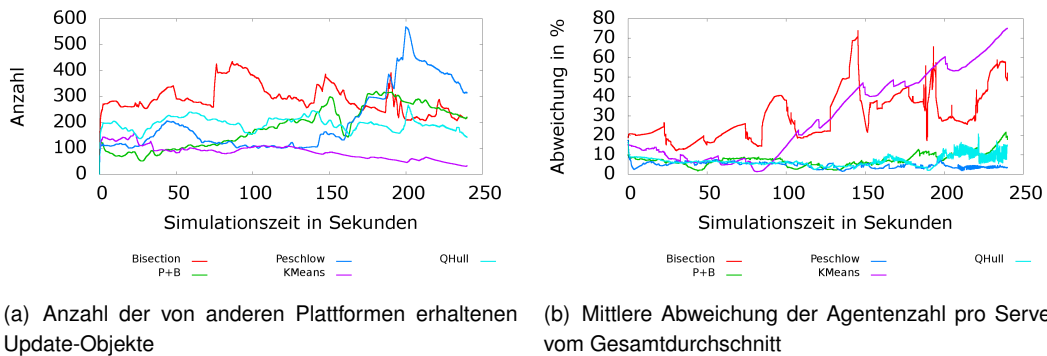 600
500
400
300
200
100
0
Anzahl
0 50 100 150 200 250
Simulationszeit in Sekunden
Bisection Peschlow QHull
P+B KMeans
(a) Anzahl der von anderen Plattformen erhaltenen
Update-Objekte
80
70
60
50
40
30
20
10
0
Abweichung in %
0 50 100 150 200 250
Simulationszeit in Sekunden
Bisection Peschlow QHull
P+B KMeans
(b) Mittlere Abweichung der Agentenzahl pro Serve
vom Gesamtdurchschnitt